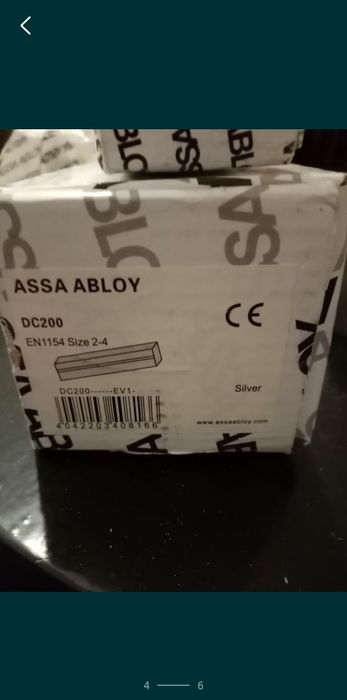 ASSA ABLOY
DC200
EN1154 Size 2-4
CE
DC200------EV1-
Silver
4042203408166
www.assaabloy.com
4
6